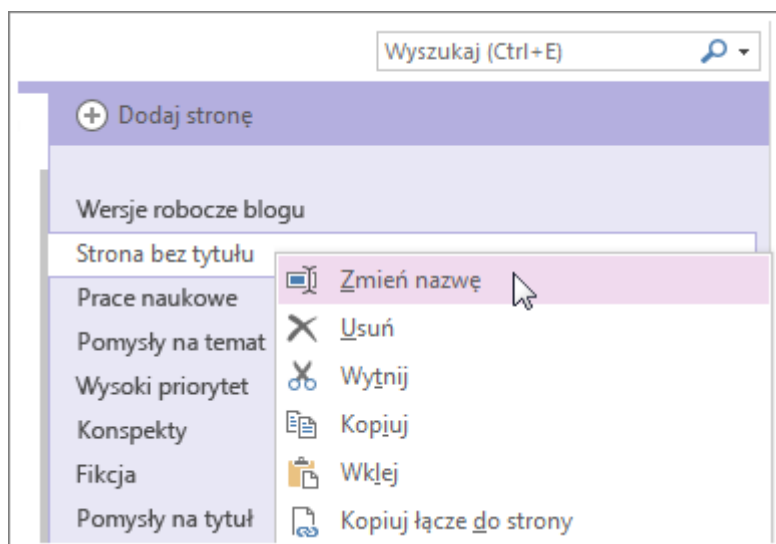 Wyszukaj (Ctrl+E)
Dodaj stronę
Wersje robocze blogu
Strona bez tytułu
Prace naukowe
Pomysły na temat
Wysoki priorytet
Konspekty
Fikcja
Pomysły na tytuł
Zmień nazwę
Usuń
Wytnij
Kopiuj
Wklej
Kopiuj łącze do strony